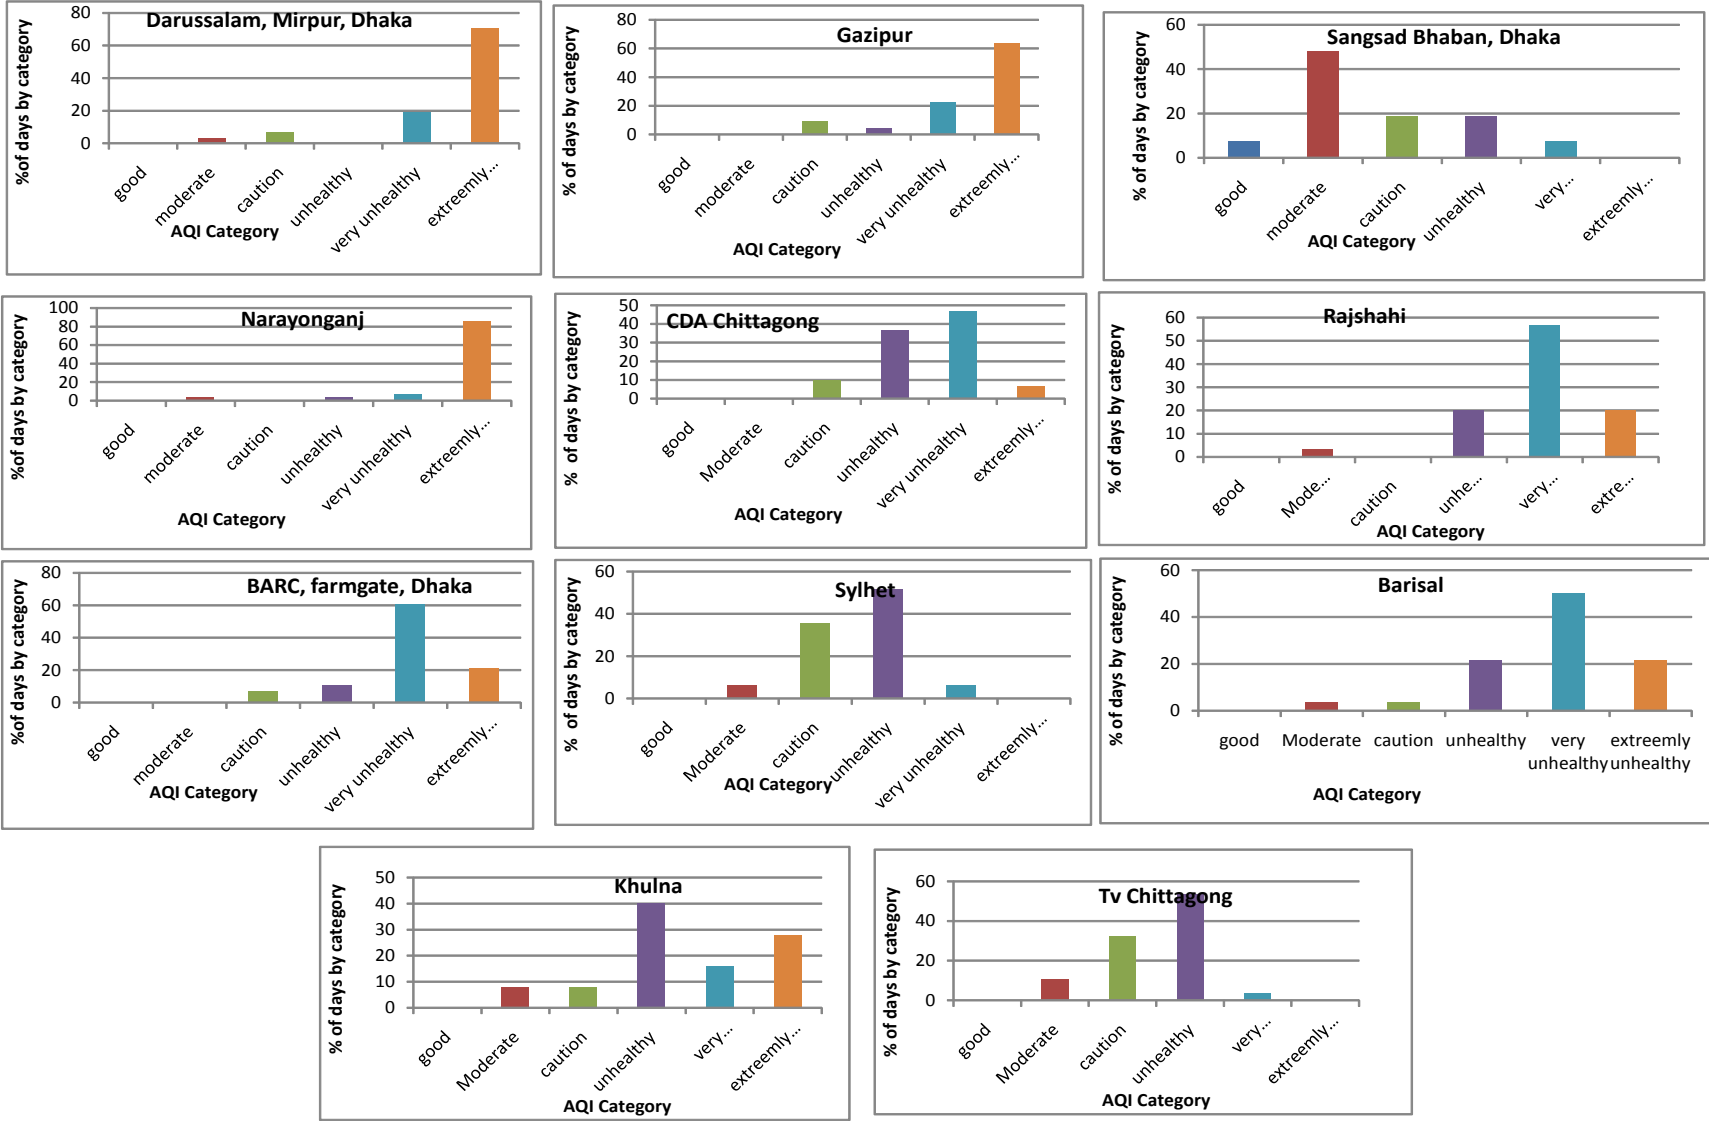 Darussalam, Mirpur, Dhaka
%of days by category
80
60
40
20
0
good
moderate
caution
unhealthy
very unhealthy
extreemly...
AQI Category
Gazipur
% of days by category
80
60
40
20
0
good
moderate
caution
unhealthy
very unhealthy
extreemly...
AQI Category
Sangsad Bhaban, Dhaka
% of days by category
60
40
20
0
good
moderate
caution
unhealthy
very...
extreemly...
AQI Category
Narayonganj
%of days by category
100
80
60
40
20
0
good
moderate
caution
unhealthy
very unhealthy
extreemly...
AQI Category
CDA Chittagong
% of days by category
50
40
30
20
10
0
good
Moderate
caution
unhealthy
very unhealthy
extreemly...
AQI Category
Rajshahi
% of days by category
60
50
40
30
20
10
0
good
Mode...
caution
unhe...
very...
extre...
AQI Category
BARC, farmgate, Dhaka
%of days by category
80
60
40
20
0
good
moderate
caution
unhealthy
very unhealthy
extreemly...
AQI Category
Sylhet
% of days by category
60
40
20
0
good
Moderate
caution
unhealthy
very unhealthy
extreemly...
AQI Category
Barisal
% of days by category
60
40
20
0
good
Moderate
caution
unhealthy
very
unhealthy
extreemly
unhealthy
AQI Category
Khulna
% of days by category
50
40
30
20
10
0
good
Moderate
caution
unhealthy
very...
extreemly...
AQI Category
Tv Chittagong
% of days by category
60
40
20
0
good
Moderate
caution
unhealthy
very...
extreemly...
AQI Category